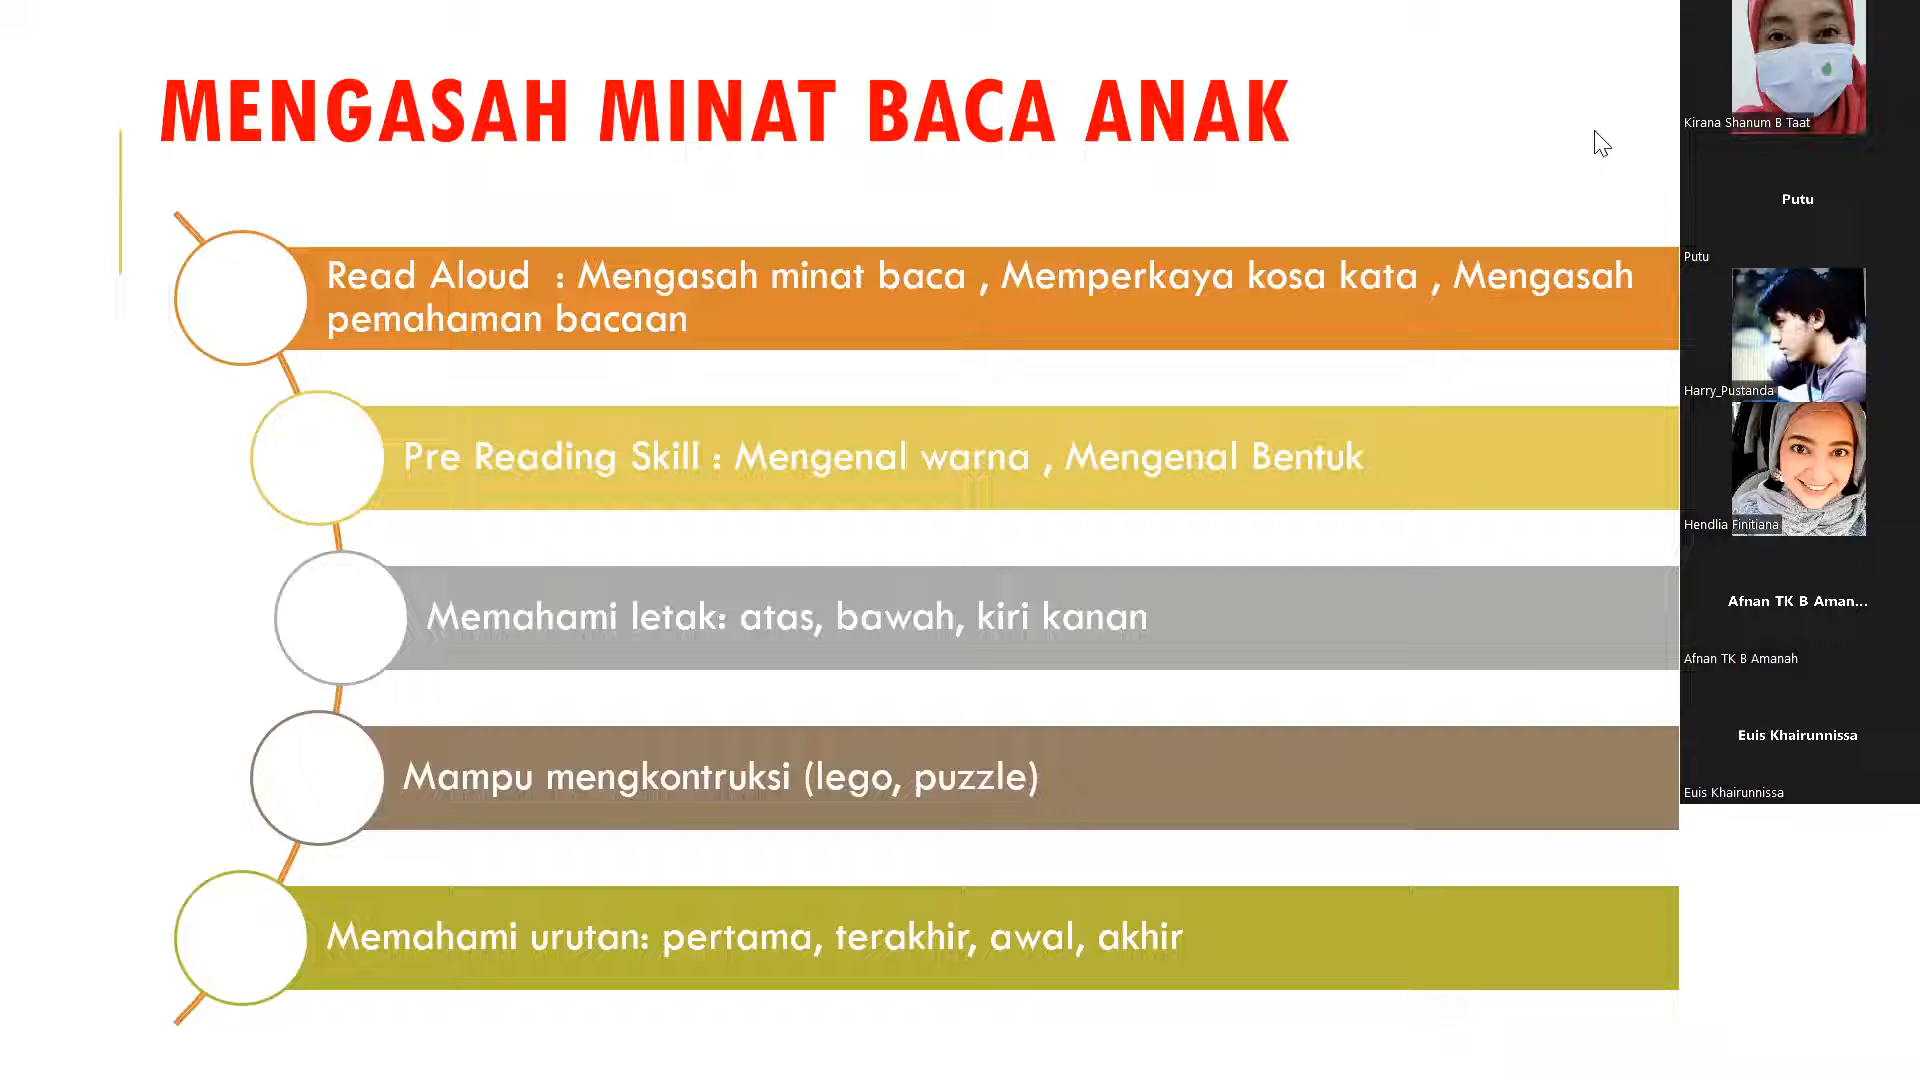 MENGASAH MINAT BACA ANAK
Read Aloud : Mengasah minat baca , Memperkaya kosa kata , Mengasah
pemahaman bacaan
Pre Reading Skill : Mengenal warna , Mengenal Bentuk
Memahami letak: atas, bawah, kiri kanan
Mampu mengkontruksi (lego, puzzle)
Memahami urutan: pertama, terakhir, awal, akhir
Kirana Shanum B Taat
Putu
Putu
Harry_Pustanda
Hendlia Finitiana
Afnan TK B Aman...
Afnan TK B Amanah
Euis Khairunnissa
Euis Khairunnissa